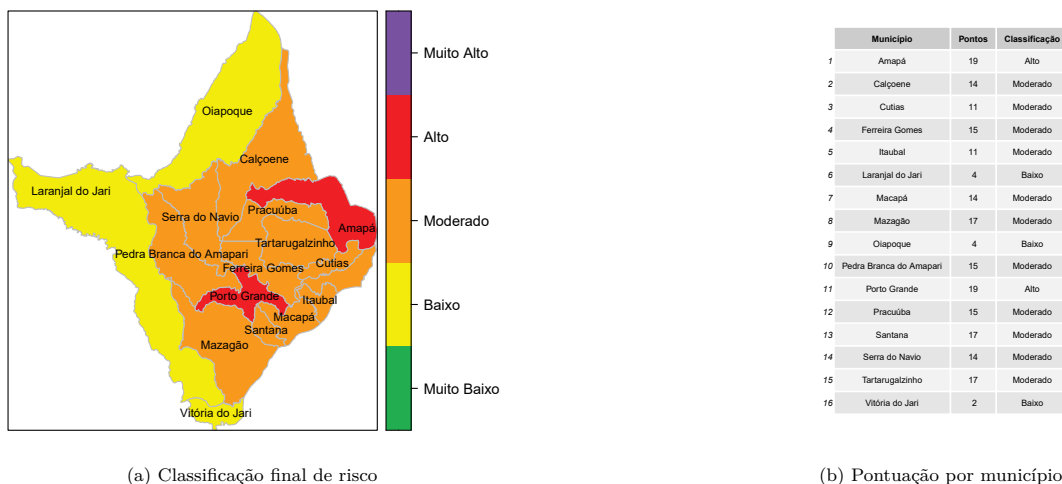 Oiapoque
Calçoene
Laranjal do Jari
Serra do Navio
Pracuúba
Amapá
Tartarugalzinho
Pedra Branca do Amapari
Cutias
Ferreira Gomes
Porto Grande
Itaubal
Macapá
Santana
Mazagão
Vitória do Jari
Muito Alto
Alto
Moderado
Baixo
Muito Baixo
(a) Classificação final de risco
Município Pontos Classificação
1 Amapá 19 Alto
2 Calçoene 14 Moderado
3 Cutias 11 Moderado
4 Ferreira Gomes 15 Moderado
5 Itaubal 11 Moderado
6 Laranjal do Jari 4 Baixo
7 Macapá 14 Moderado
8 Mazagão 17 Moderado
9 Oiapoque 4 Baixo
10 Pedra Branca do Amapari 15 Moderado
11 Porto Grande 19 Alto
12 Pracuúba 15 Moderado
13 Santana 17 Moderado
14 Serra do Navio 14 Moderado
15 Tartarugalzinho 17 Moderado
16 Vitória do Jari 2 Baixo
(b) Pontuação por município